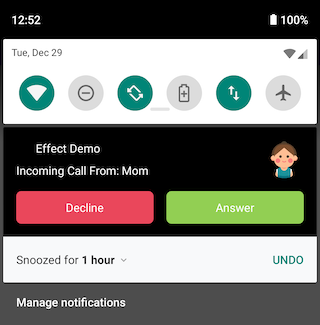 12:52
100%
Tue, Dec 29
Effect Demo
Incoming Call From: Mom
Decline
Answer
Snoozed for 1 hour
UNDO
Manage notifications